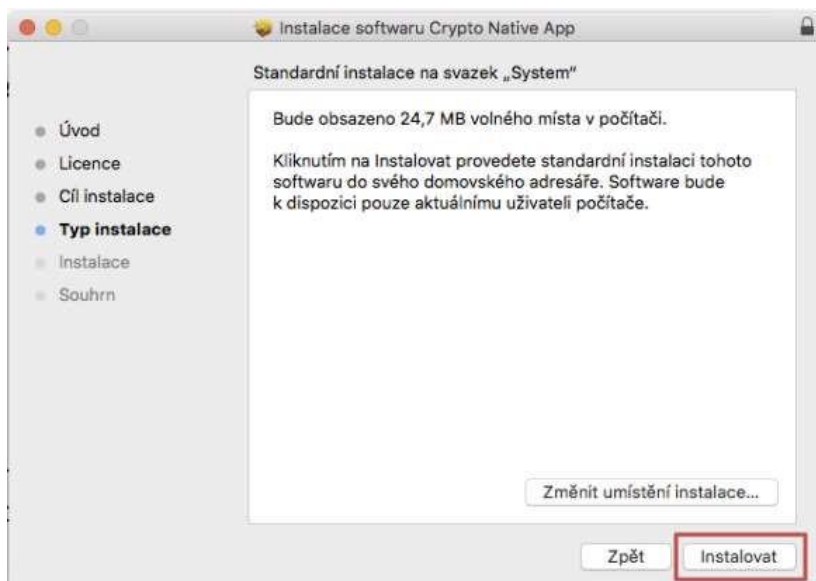 Instalace softwaru Crypto Native App
Standardní instalace na svazek „System“
Úvod
Licence
Cíl instalace
Typ instalace
Instalace
Souhrn
Bude obsazeno 24,7 MB volného místa v počítači.
Kliknutím na Instalovat provedete standardní instalaci tohoto
softwaru do svého domovského adresáře. Software bude
k dispozici pouze aktuálnímu uživateli počítače.
Změnit umístění instalace...
Zpět
Instalovat